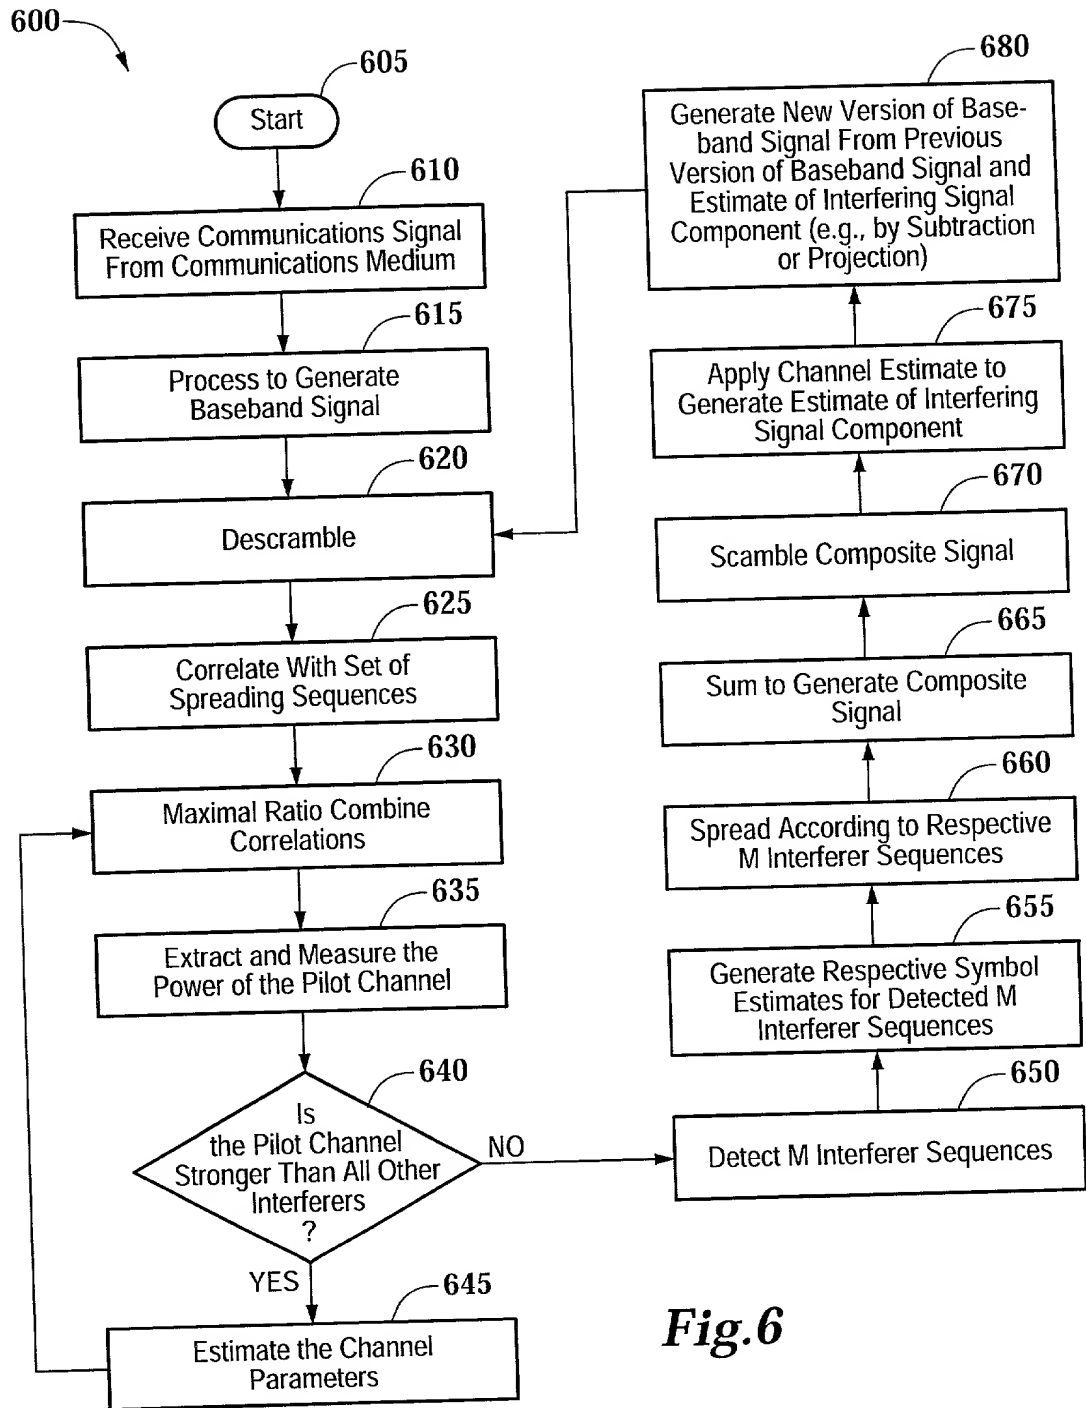 600
605
Start
610
Receive Communications Signal
From Communications Medium
615
Process to Generate
Baseband Signal
620
Descramble
625
Correlate With Set of
Spreading Sequences
630
Maximal Ratio Combine
Correlations
635
Extract and Measure the
Power of the Pilot Channel
640
Is
the Pilot Channel
Stronger Than All Other
Interferers
?
NO
YES
645
Estimate the Channel
Parameters
650
Detect M Interferer Sequences
655
Generate Respective Symbol
Estimates for Detected M
Interferer Sequences
660
Spread According to Respective
M Interferer Sequences
665
Sum to Generate Composite
Signal
670
Scamble Composite Signal
675
Apply Channel Estimate to
Generate Estimate of Interfering
Signal Component
680
Generate New Version of Base-
band Signal From Previous
Version of Baseband Signal and
Estimate of Interfering Signal
Component (e.g., by Subtraction
or Projection)
Fig.6